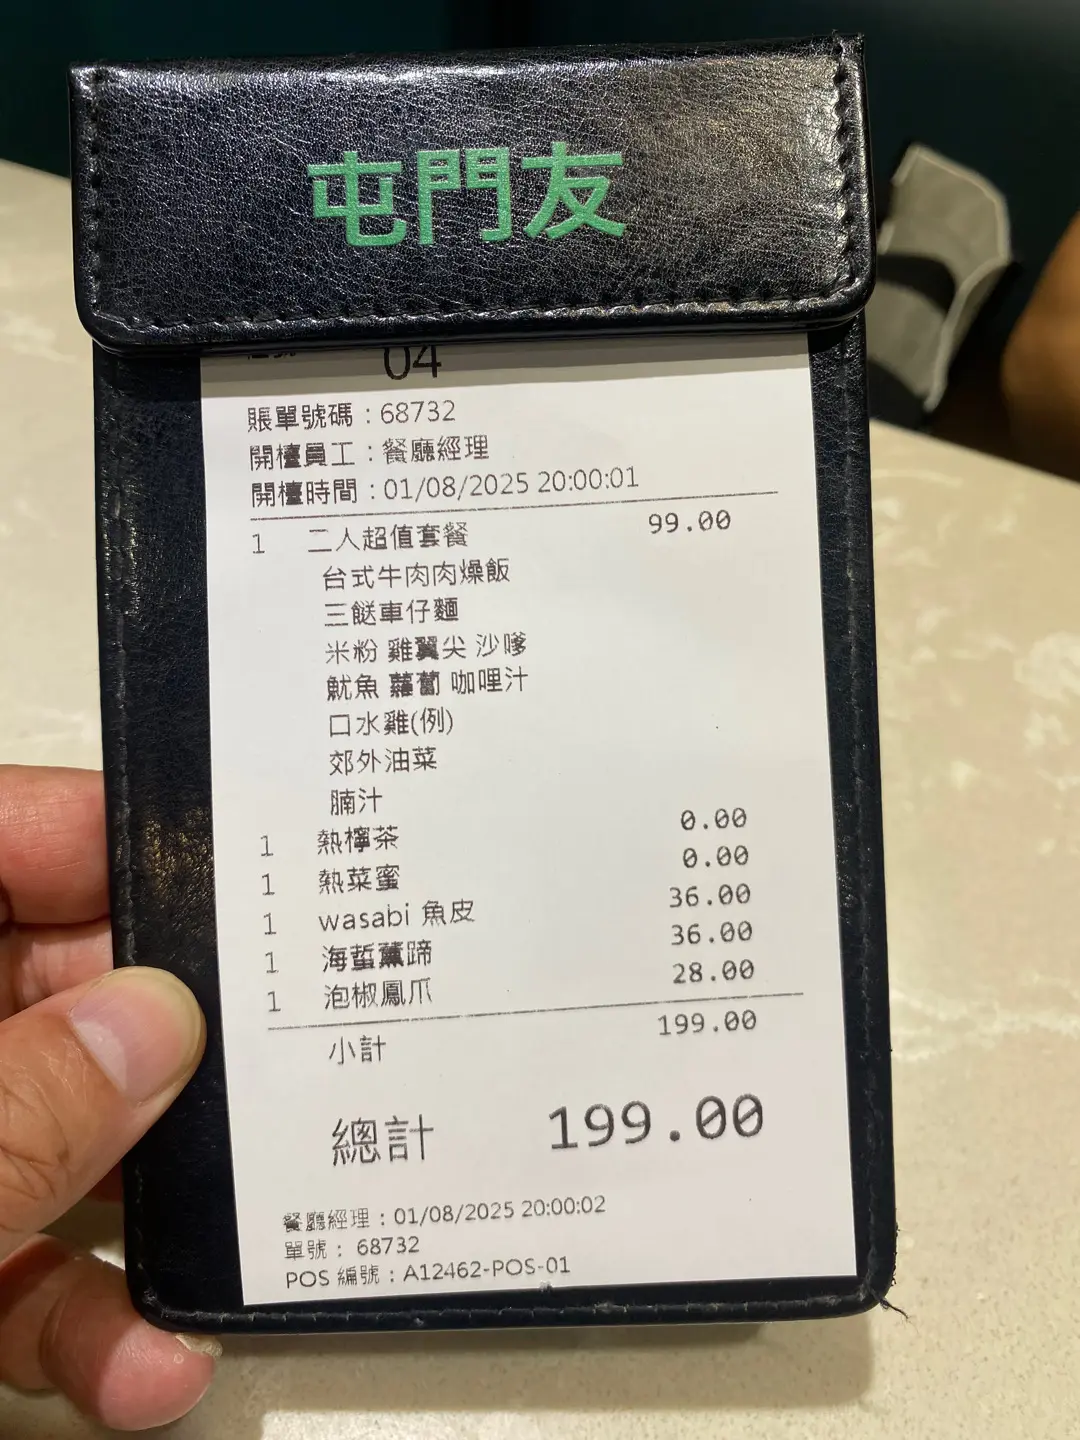 屯門友
04
賬單號碼：68732
開檯員工：餐廳經理
開檯時間：01/08/2025 20:00:01
1 二人超值套餐 99.00
台式牛肉肉燥飯
三餸車仔麵
米粉 雞翼尖 沙嗲
魷魚 蘿蔔 咖哩汁
口水雞(例)
郊外油菜
腩汁
1 熱檸茶 0.00
1 熱菜蜜 0.00
1 wasabi 魚皮 36.00
1 海蜇薰蹄 36.00
1 泡椒鳳爪 28.00
小計 199.00
總計 199.00
餐廳經理：01/08/2025 20:00:02
單號： 68732
POS 編號：A12462-POS-01